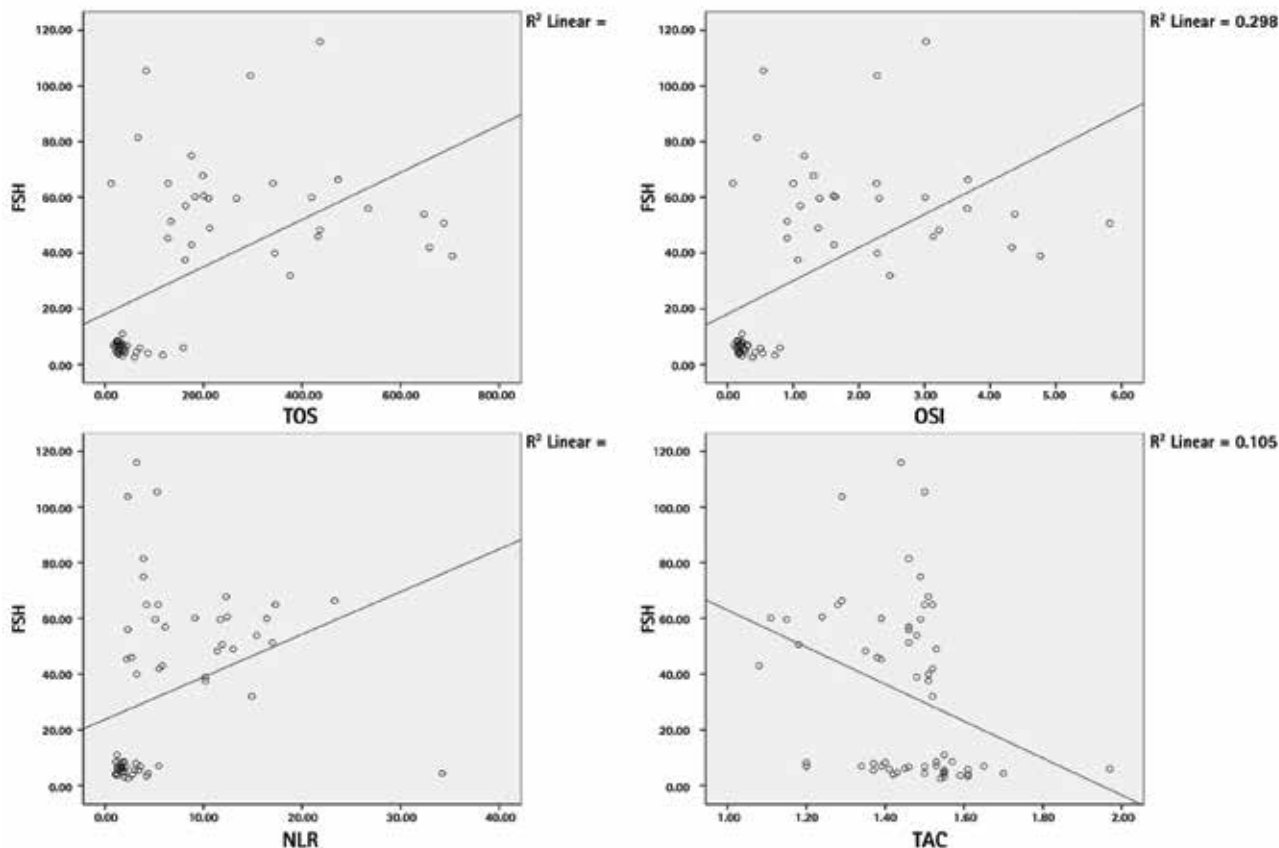 R² Linear =
120.00
100.00
80.00
60.00
40.00
20.00
0.00
FSH
0.00 200.00 400.00 600.00 800.00
TOS
R² Linear = 0.298
120.00
100.00
80.00
60.00
40.00
20.00
0.00
FSH
0.00 1.00 2.00 3.00 4.00 5.00 6.00
OSI
R² Linear =
120.00
100.00
80.00
60.00
40.00
20.00
0.00
FSH
0.00 10.00 20.00 30.00 40.00
NLR
R² Linear = 0.105
120.00
100.00
80.00
60.00
40.00
20.00
0.00
FSH
1.00 1.20 1.40 1.60 1.80 2.00
TAC